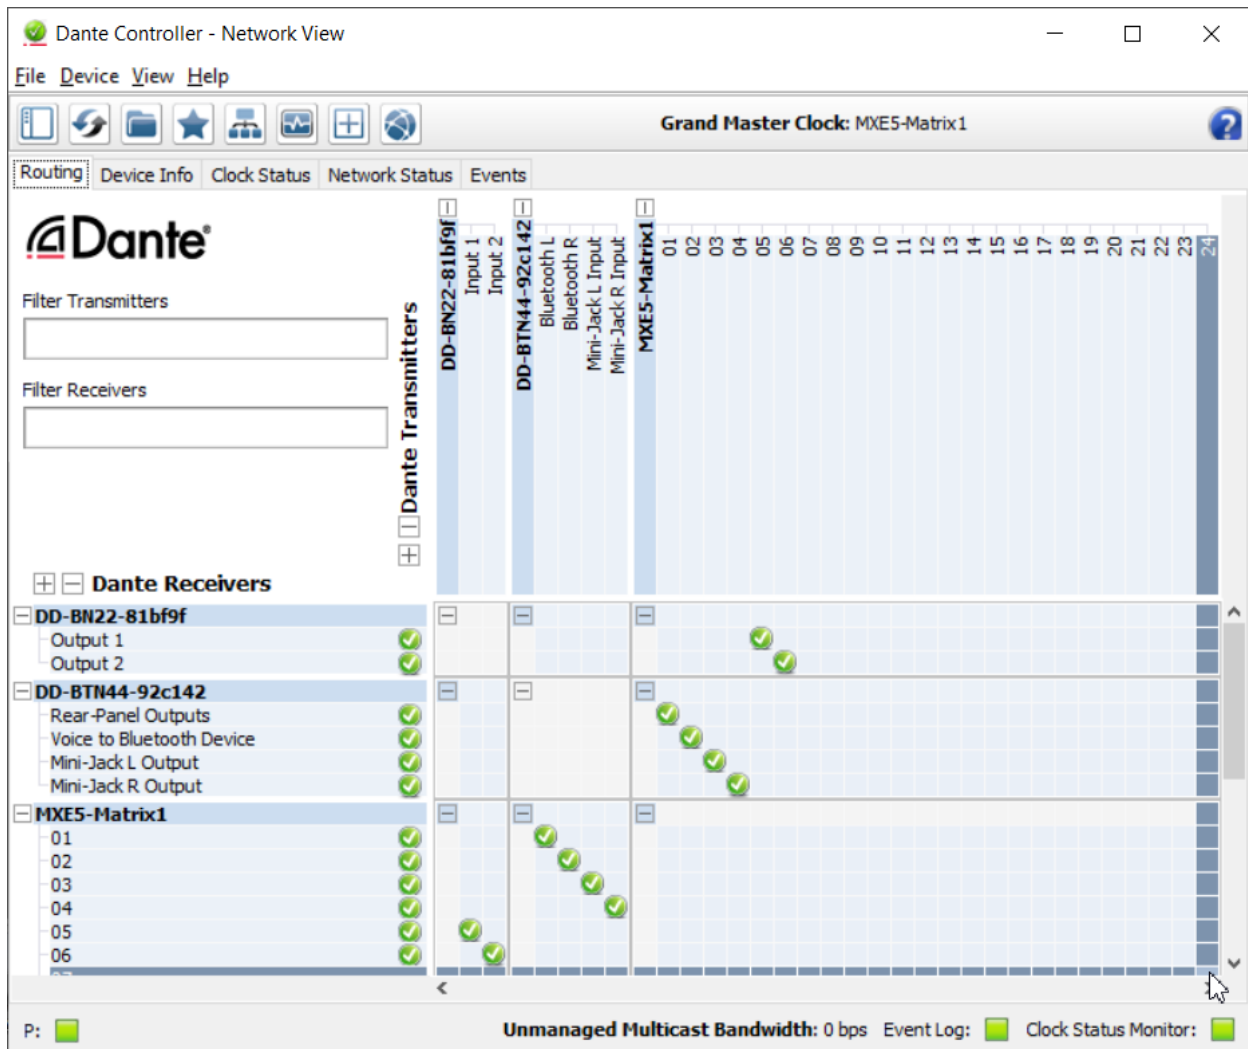 Dante Controller - Network View
File Device View Help
Grand Master Clock: MXE5-Matrix1
Routing Device Info Clock Status Network Status Events
Dante®
Filter Transmitters
Filter Receivers
Dante Transmitters
DD-BN22-81bf9f
Input 1
Input 2
DD-BTN44-92c142
Bluetooth L
Bluetooth R
Mini-Jack L Input
Mini-Jack R Input
MXE5-Matrix1
01
02
03
04
05
06
07
08
09
10
11
12
13
14
15
16
17
18
19
20
21
22
23
24
Dante Receivers
DD-BN22-81bf9f
Output 1
Output 2
DD-BTN44-92c142
Rear-Panel Outputs
Voice to Bluetooth Device
Mini-Jack L Output
Mini-Jack R Output
MXE5-Matrix1
01
02
03
04
05
06
P:
Unmanaged Multicast Bandwidth: 0 bps Event Log: Clock Status Monitor: